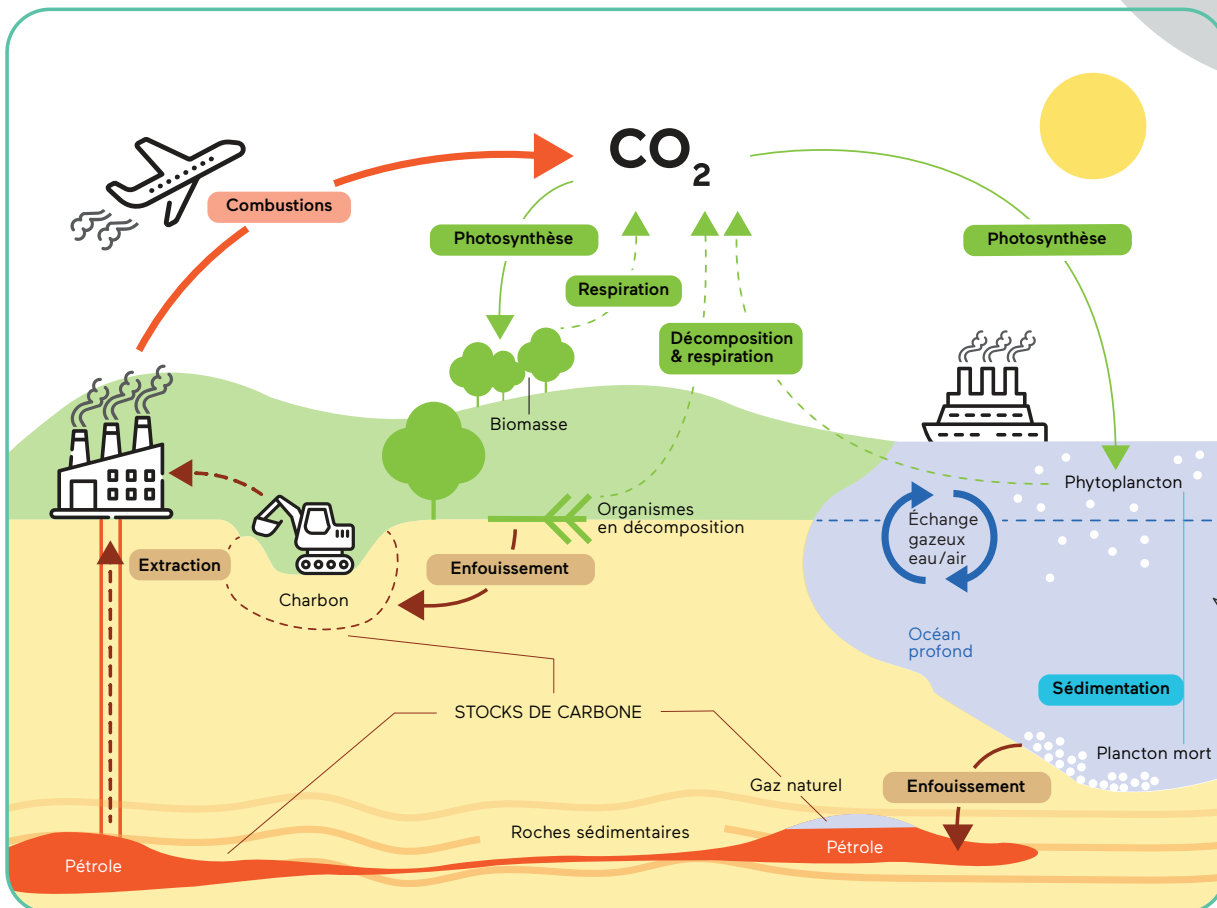 CO₂
Combustions
Photosynthèse
Photosynthèse
Respiration
Décomposition
& respiration
Biomasse
Phytoplancton
Organismes
en décomposition
Échange
gazeux
eau/air
Extraction
Enfouissement
Charbon
Océan
profond
Sédimentation
STOCKS DE CARBONE
Plancton mort
Gaz naturel
Enfouissement
Roches sédimentaires
Pétrole
Pétrole